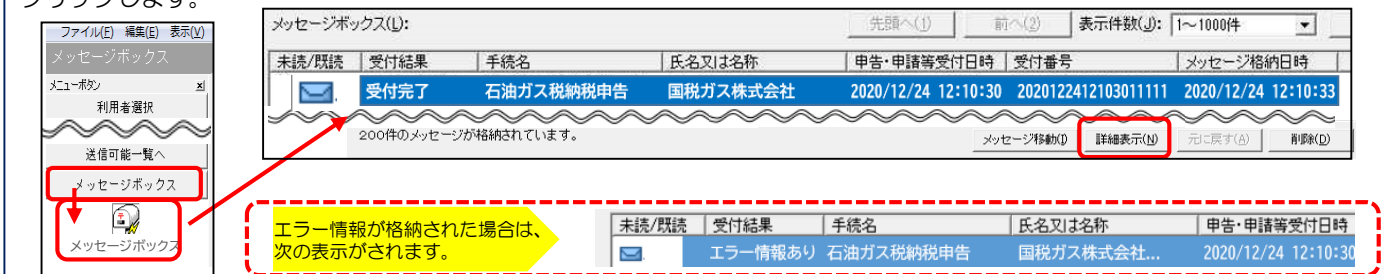 クリックします。
ファイル(F) 編集(E) 表示(V)
メッセージボックス
メニューボタン x
利用者選択
送信可能一覧へ
メッセージボックス
メッセージボックス
メッセージボックス(L): 先頭へ(1) 前へ(2) 表示件数(J): 1～1000件
未読/既読 受付結果 手続名 氏名又は名称 申告・申請等受付日時 受付番号 メッセージ格納日時
受付完了 石油ガス税納税申告 国税ガス株式会社 2020/12/24 12:10:30 2020122412103011111 2020/12/24 12:10:33
200件のメッセージが格納されています。 メッセージ移動(I) 詳細表示(N) 元に戻す(A) 削除(D)
エラー情報が格納された場合は、
次の表示がされます。
未読/既読 受付結果 手続名 氏名又は名称 申告・申請等受付日時
エラー情報あり 石油ガス税納税申告 国税ガス株式会社... 2020/12/24 12:10:30